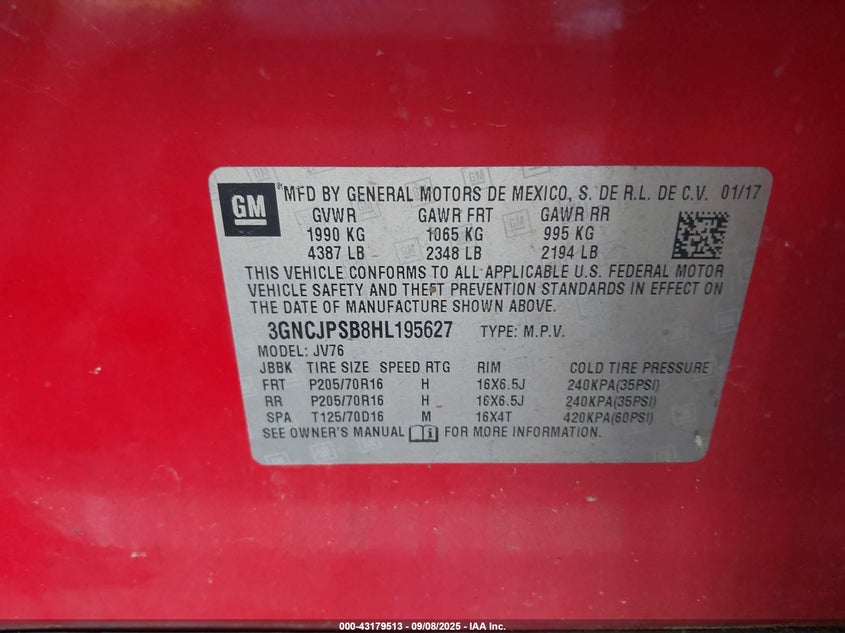 GM
® MFD BY GENERAL MOTORS DE MEXICO, S. DE R.L. DE C.V. 01/17
GVWR GAWR FRT GAWR RR
1990 KG 1065 KG 995 KG
4387 LB 2348 LB 2194 LB
THIS VEHICLE CONFORMS TO ALL APPLICABLE U.S. FEDERAL MOTOR
VEHICLE SAFETY AND THEFT PREVENTION STANDARDS IN EFFECT ON
THE DATE OF MANUFACTURE SHOWN ABOVE.
3GNCJPSB8HL195627 TYPE: M.P.V.
MODEL: JV76
JBBK TIRE SIZE SPEED RTG RIM COLD TIRE PRESSURE
FRT P205/70R16 H 16X6.5J 240KPA(35PSI)
RR P205/70R16 H 16X6.5J 240KPA(35PSI)
SPA T125/70D16 M 16X4T 420KPA(60PSI)
SEE OWNER'S MANUAL FOR MORE INFORMATION.
000-43179513 - 09/08/2025 - IAA Inc.